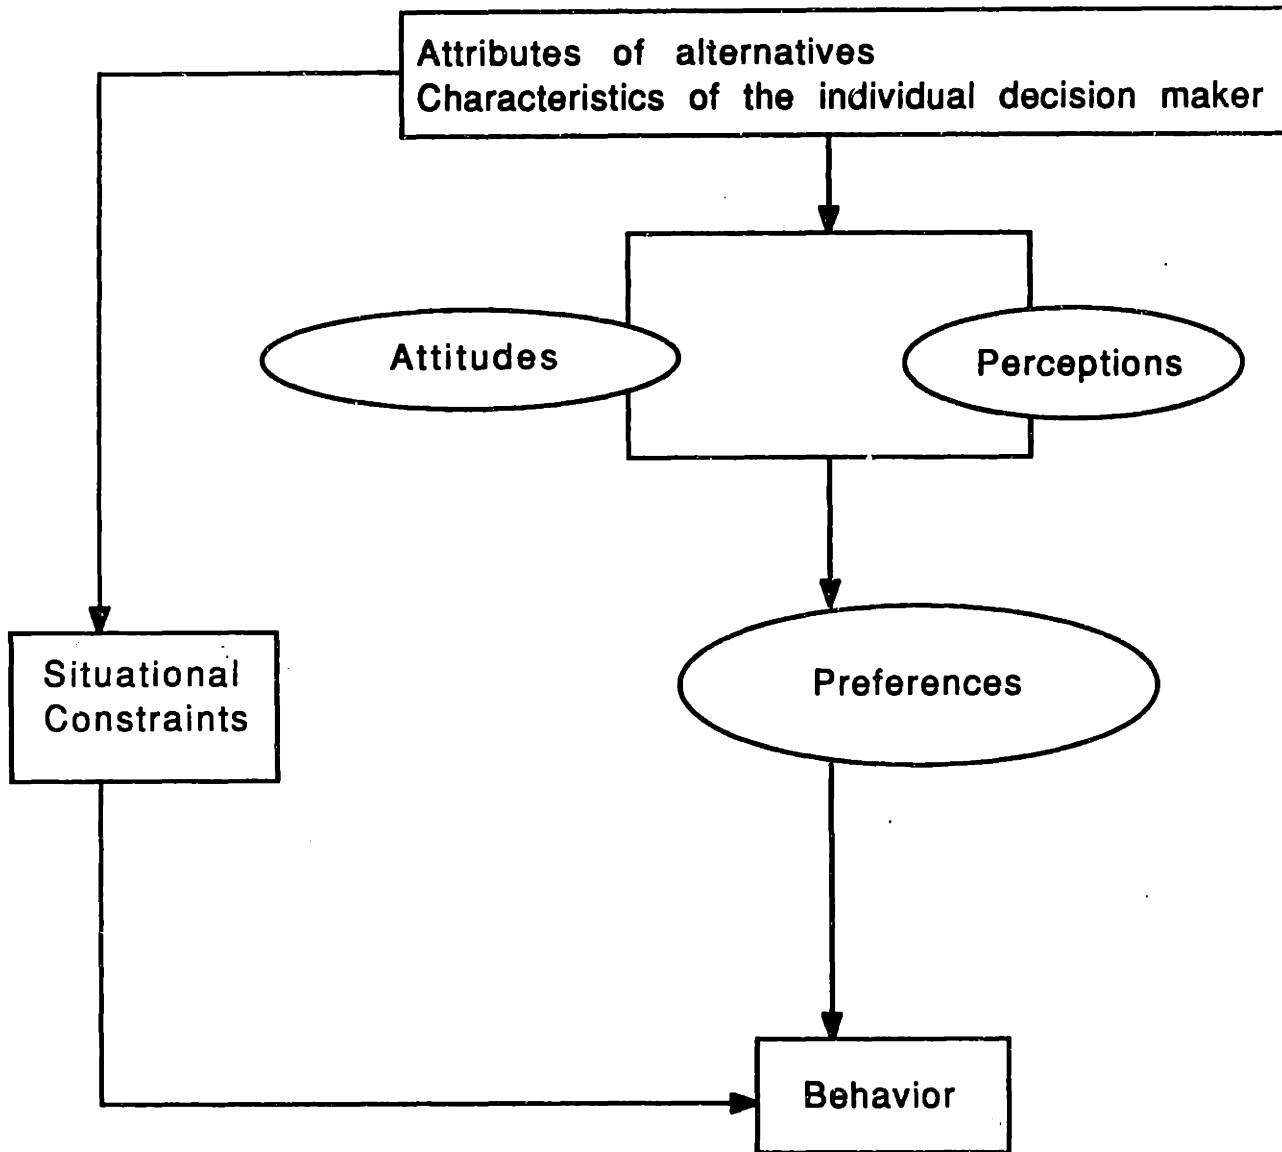 Attributes of alternatives
Characteristics of the individual decision maker
Attitudes
Perceptions
Situational
Constraints
Preferences
Behavior